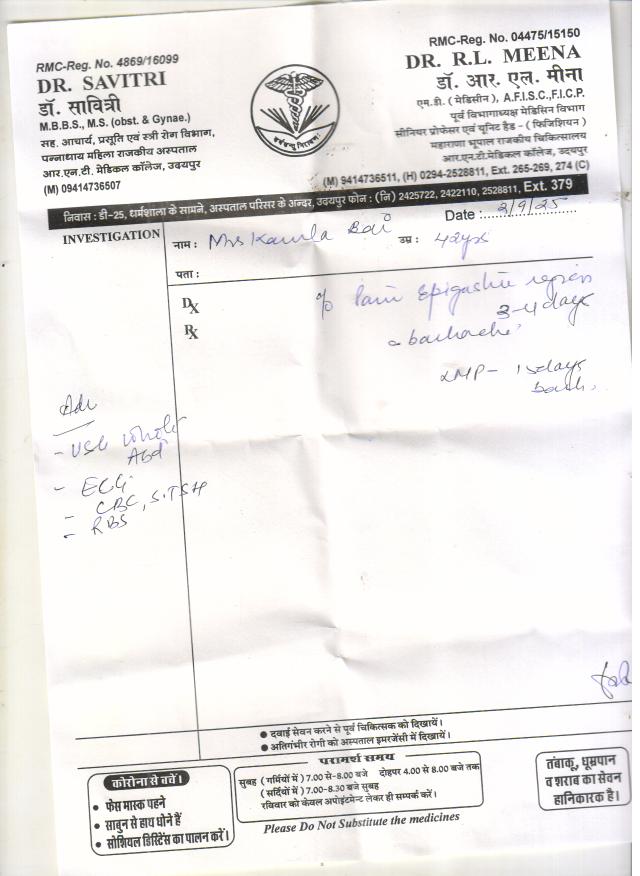 RMC-Reg. No. 4869/16099
DR. SAVITRI
डॉ. सावित्री
M.B.B.S., M.S. (obst. & Gynae.)
सह. आचार्य, प्रसूति एवं स्त्री रोग विभाग,
पन्नाधाय महिला राजकीय अस्पताल
आर.एन.टी. मेडिकल कॉलेज, उदयपुर
(M) 09414736507
RMC-Reg. No. 04475/15150
DR. R.L. MEENA
डॉ. आर. एल. मीना
एम.डी. ( मेडिसीन ), A.F.I.S.C.,F.I.C.P.
पूर्व विभागाध्यक्ष मेडिसिन विभाग
सीनियर प्रोफेसर एवं यूनिट हैड - ( फिजिशियन )
महाराणा भूपाल राजकीय चिकित्सालय
आर.एन.टी.मेडिकल कॉलेज, उदयपुर
(M) 9414736511, (H) 0294-2528811, Ext. 265-269, 274 (C)
निवास : डी-25, धर्मशाला के सामने, अस्पताल परिसर के अन्दर, उदयपुर फोन : (नि) 2425722, 2422110, 2528811, Ext. 379
Date : 2/9/25
INVESTIGATION
नाम : Mrs Kamla Bai उम्र : 42yrs
पता :
Dx
c/o Pain Epigastric region
3-4 days
Rx
- backache
LMP - 15 days
back
Adv
- USG whole
Abd
- ECG
- CBC, S.TSH
- RBS
● दवाई सेवन करने से पूर्व चिकित्सक को दिखायें।
● अतिगंभीर रोगी को अस्पताल इमरजेंसी में दिखायें।
कोरोना से बचें।
● फेस मास्क पहने
● साबुन से हाथ धोने हैं
● सोशियल डिस्टिेंस का पालन करें।
परामर्श समय
सुबह ( गर्मियों में ) 7.00 से-8.00 बजे दोहपर 4.00 से 8.00 बजे तक
( सर्दियों में ) 7.00-8.30 बजे सुबह
रविवार को केवल अपोइंटमेन्ट लेकर ही सम्पर्क करें।
Please Do Not Substitute the medicines
तंबाकू, धूम्रपान
व शराब का सेवन
हानिकारक है।